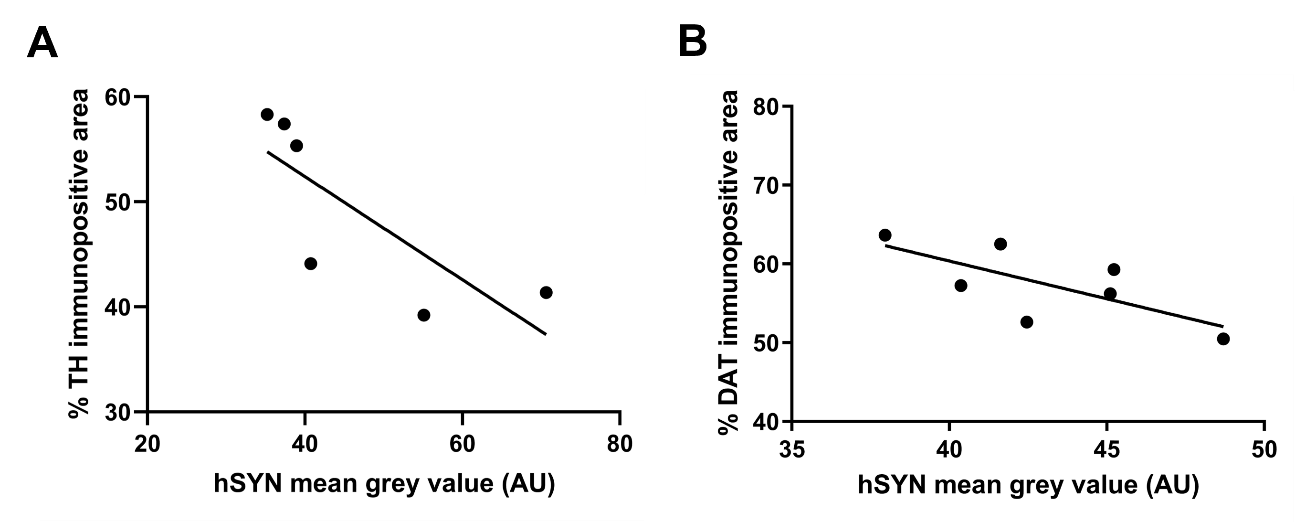 A
% TH immunopositive area
60
50
40
30
20
40
60
80
hSYN mean grey value (AU)
B
% DAT immunopositive area
80
70
60
50
40
35
40
45
50
hSYN mean grey value (AU)